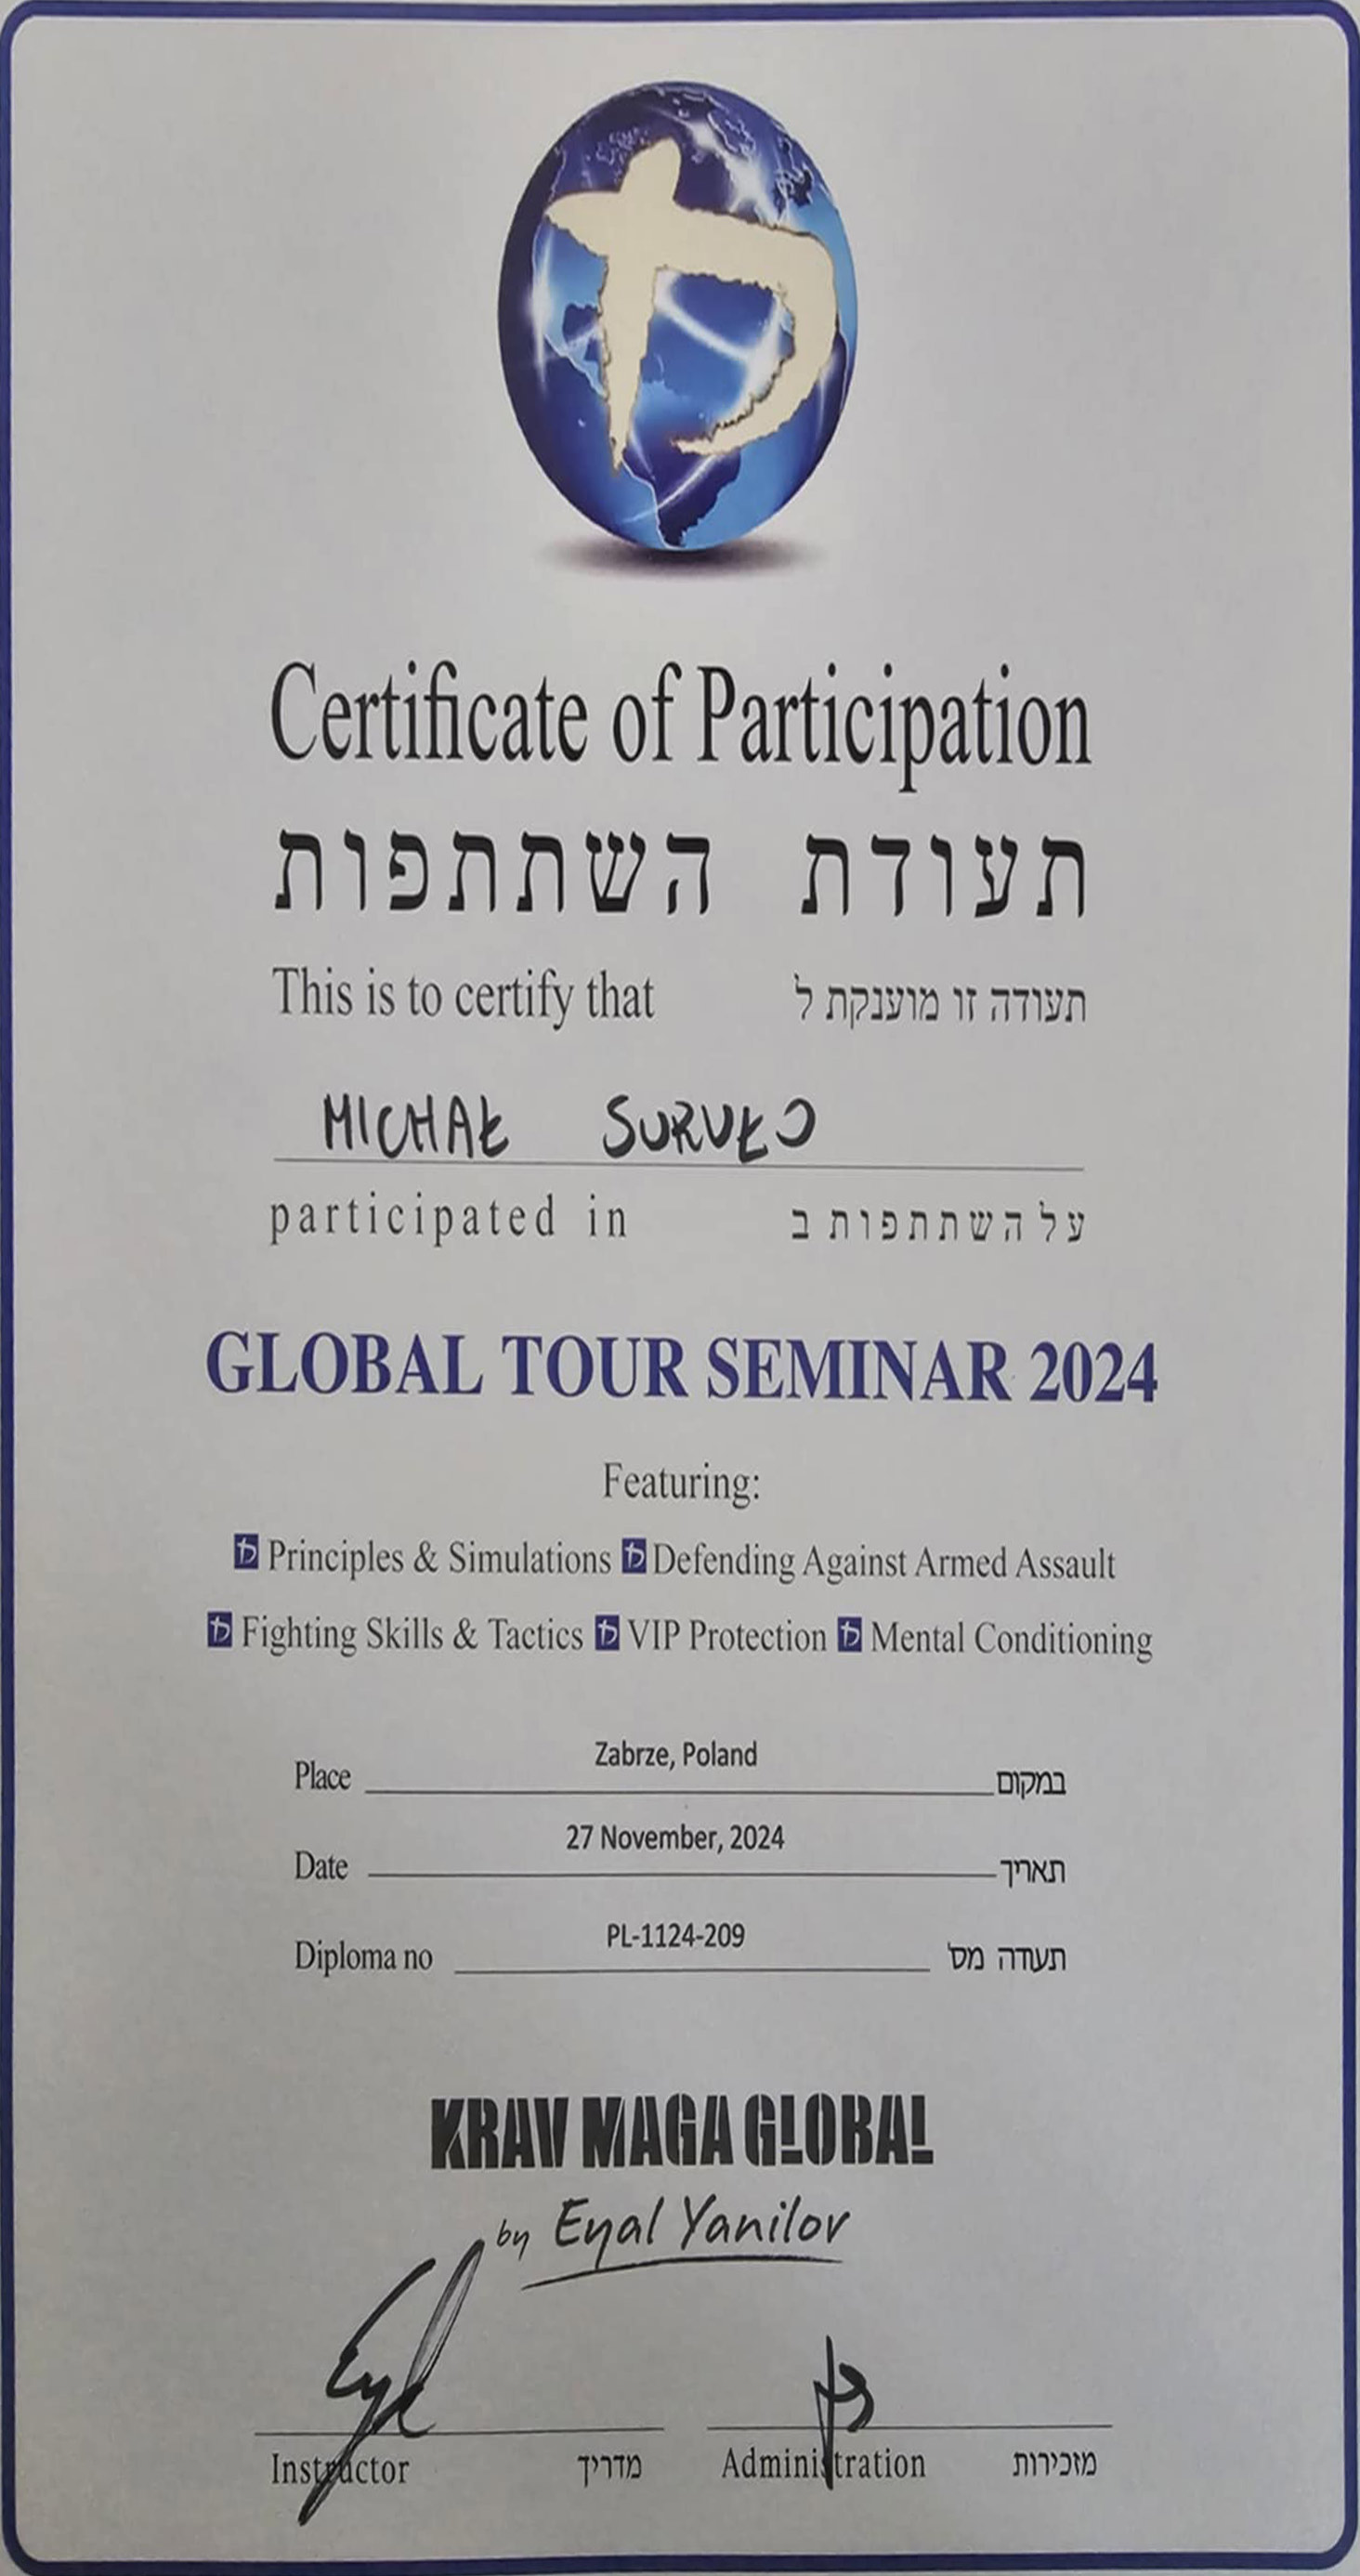 Certificate of Participation
תעודת השתתפות
This is to certify that תעודה זו מוענקת ל
MICHAŁ SURVŁO
participated in על השתתפות ב
GLOBAL TOUR SEMINAR 2024
Featuring:
Principles & Simulations Defending Against Armed Assault
Fighting Skills & Tactics VIP Protection Mental Conditioning
Place Zabrze, Poland במקום
Date 27 November, 2024 תאריך
Diploma no PL-1124-209 תעודה מס'
KRAV MAGA GLOBAL
by Eyal Yanilov
Instructor מדריך Administration מזכירות